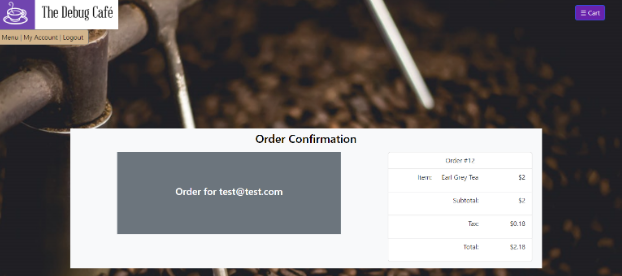 The Debug Café
☰ Cart
Menu | My Account | Logout
Order Confirmation
Order for test@test.com
Order #12
Item: Earl Grey Tea $2
Subtotal: $2
Tax: $0.18
Total: $2.18